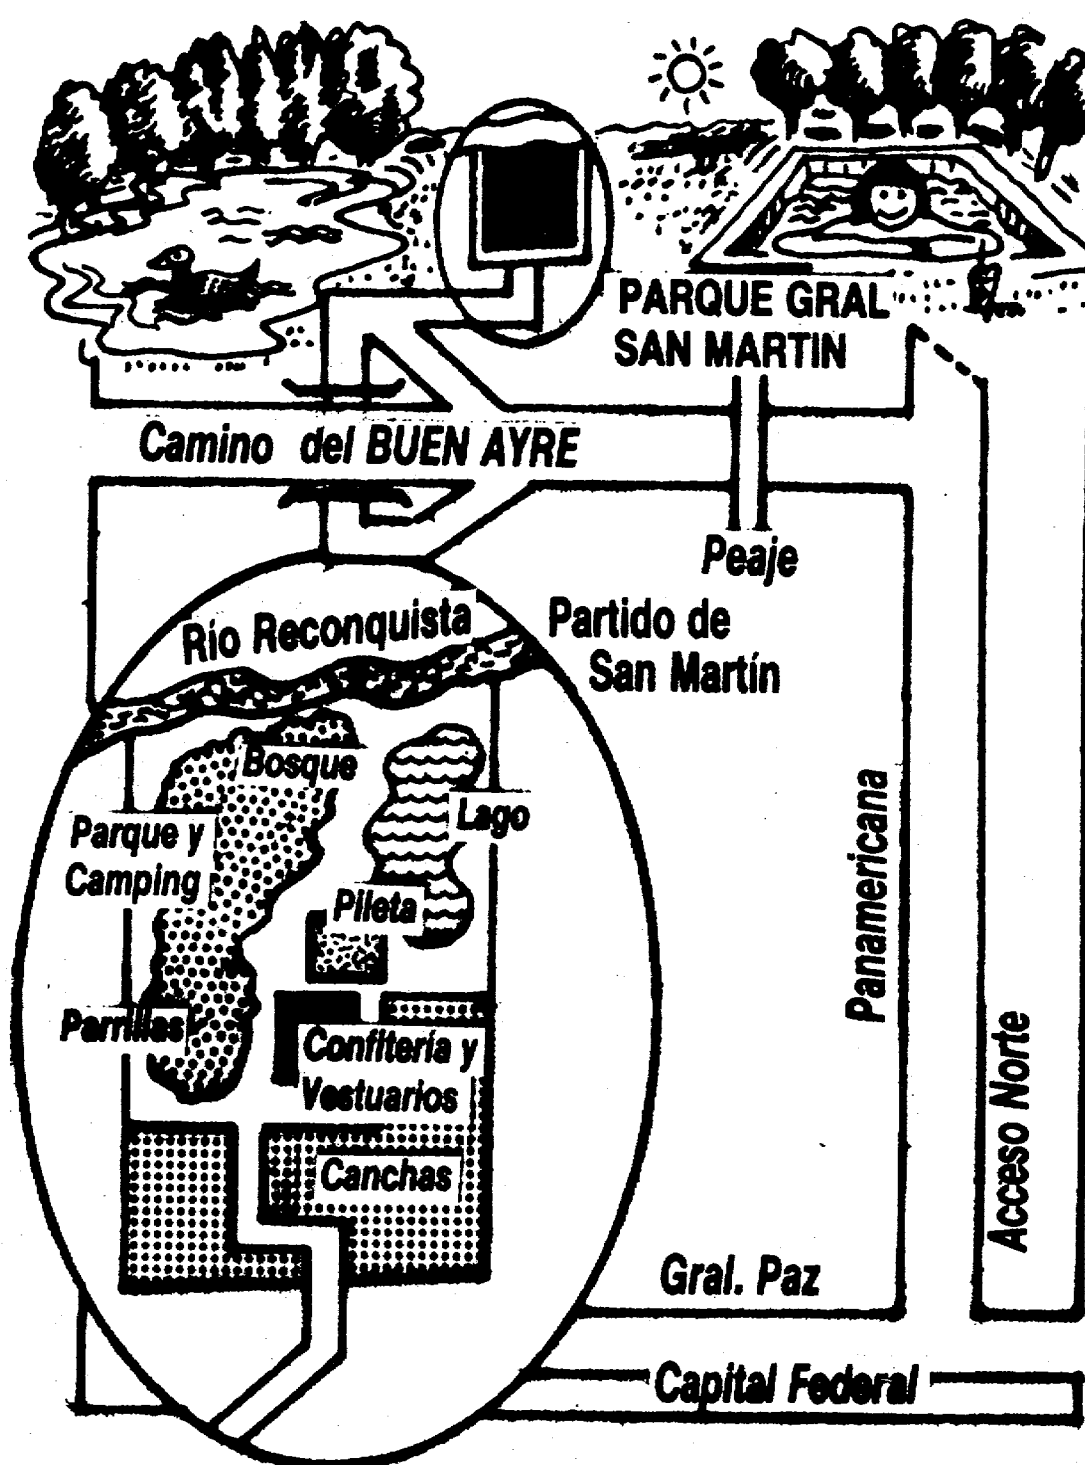 PARQUE GRAL
SAN MARTIN
Camino del BUEN AYRE
Peaje
Río Reconquista
Partido de
San Martín
Bosque
Lago
Parque y
Camping
Pileta
Parrillas
Confitería y
Vestuarios
Canchas
Panamericana
Acceso Norte
Gral. Paz
Capital Federal